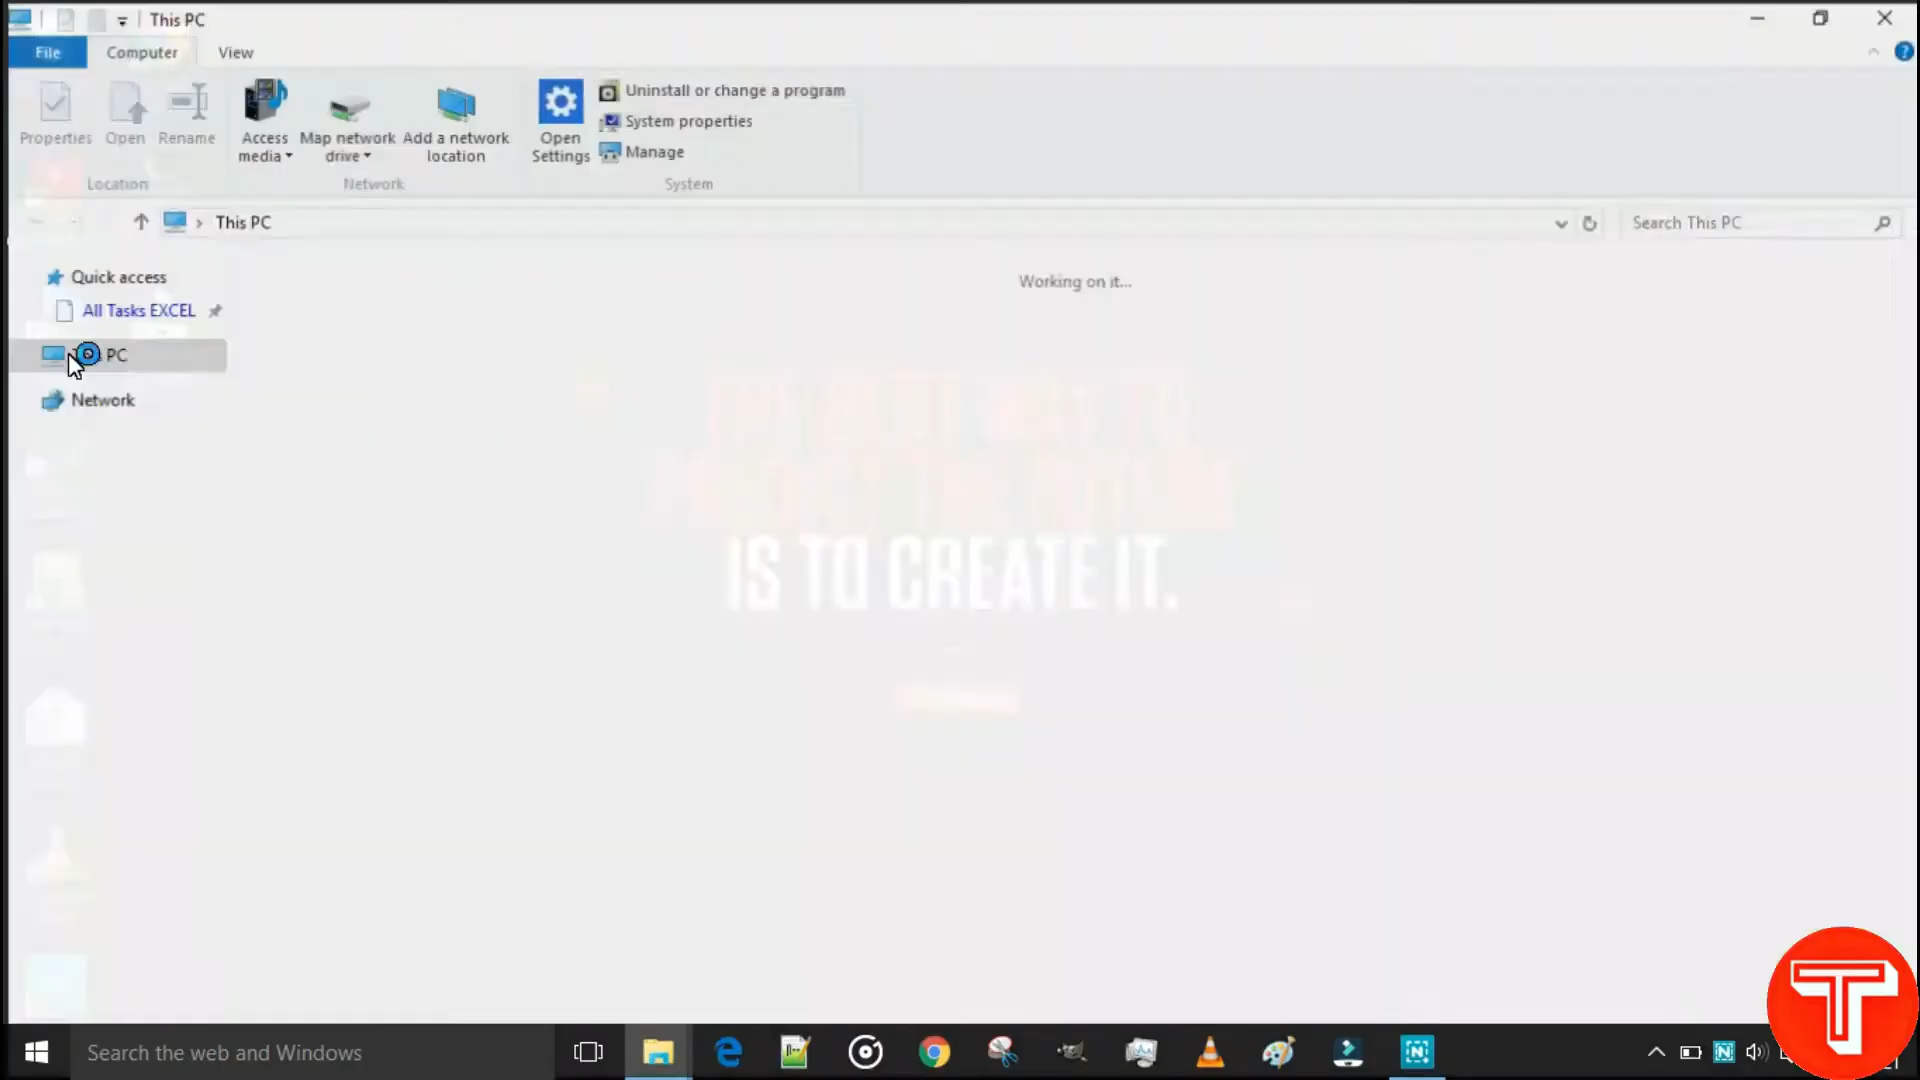 This PC
File
Computer
View
Properties
Open
Rename
Access media
Map network drive
Add a network location
Open Settings
Uninstall or change a program
System properties
Manage
Location
Network
System
This PC
Search This PC
Quick access
All Tasks EXCEL
PC
Network
Working on it...
IS TO CREATE IT.
Search the web and Windows
T